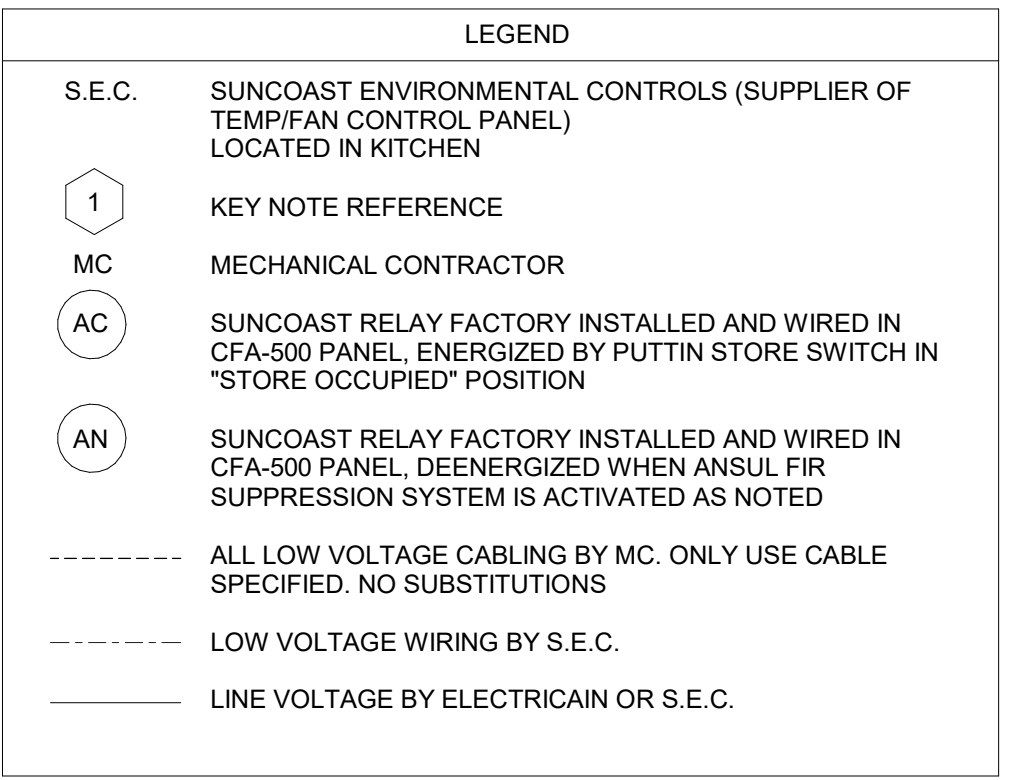 LEGEND
S.E.C. SUNCOAST ENVIRONMENTAL CONTROLS (SUPPLIER OF
TEMP/FAN CONTROL PANEL)
LOCATED IN KITCHEN
1 KEY NOTE REFERENCE
MC MECHANICAL CONTRACTOR
AC SUNCOAST RELAY FACTORY INSTALLED AND WIRED IN
CFA-500 PANEL, ENERGIZED BY PUTTIN STORE SWITCH IN
"STORE OCCUPIED" POSITION
AN SUNCOAST RELAY FACTORY INSTALLED AND WIRED IN
CFA-500 PANEL, DEENERGIZED WHEN ANSUL FIR
SUPPRESSION SYSTEM IS ACTIVATED AS NOTED
ALL LOW VOLTAGE CABLING BY MC. ONLY USE CABLE
SPECIFIED. NO SUBSTITUTIONS
LOW VOLTAGE WIRING BY S.E.C.
LINE VOLTAGE BY ELECTRICAIN OR S.E.C.